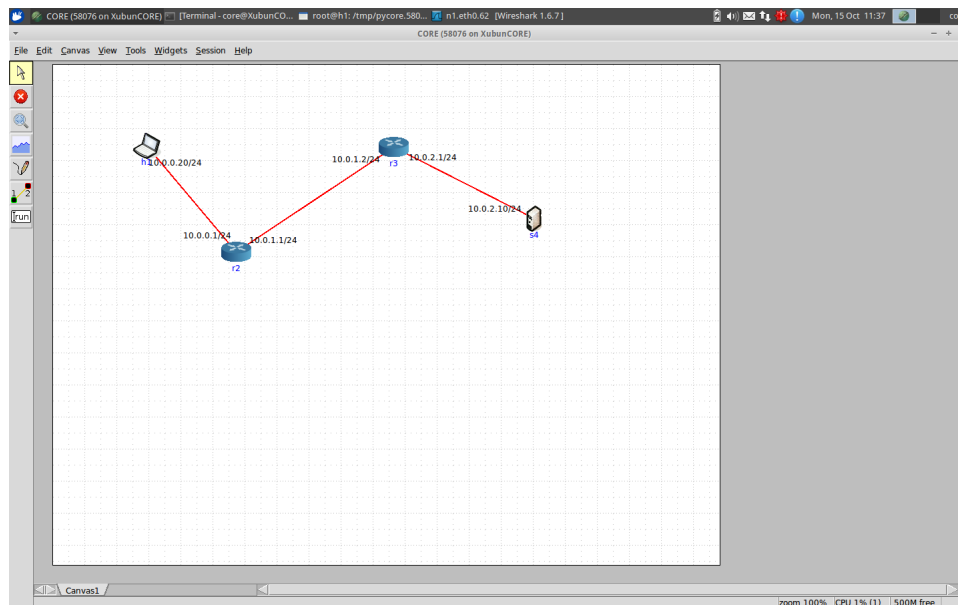 CORE (58076 on XubunCORE) [Terminal - core@XubunCO... root@h1: /tmp/pycore.580... n1.eth0.62 [Wireshark 1.6.7] Mon, 15 Oct 11:37 co
CORE (58076 on XubunCORE)
File Edit Canvas View Tools Widgets Session Help
10.0.1.2/24 10.0.2.1/24
r3
10.0.0.20/24
1 2
run
10.0.2.10/24
s4
10.0.0.1/24 10.0.1.1/24
r2
Canvas1
zoom 100% CPU 1% (1) 500M free